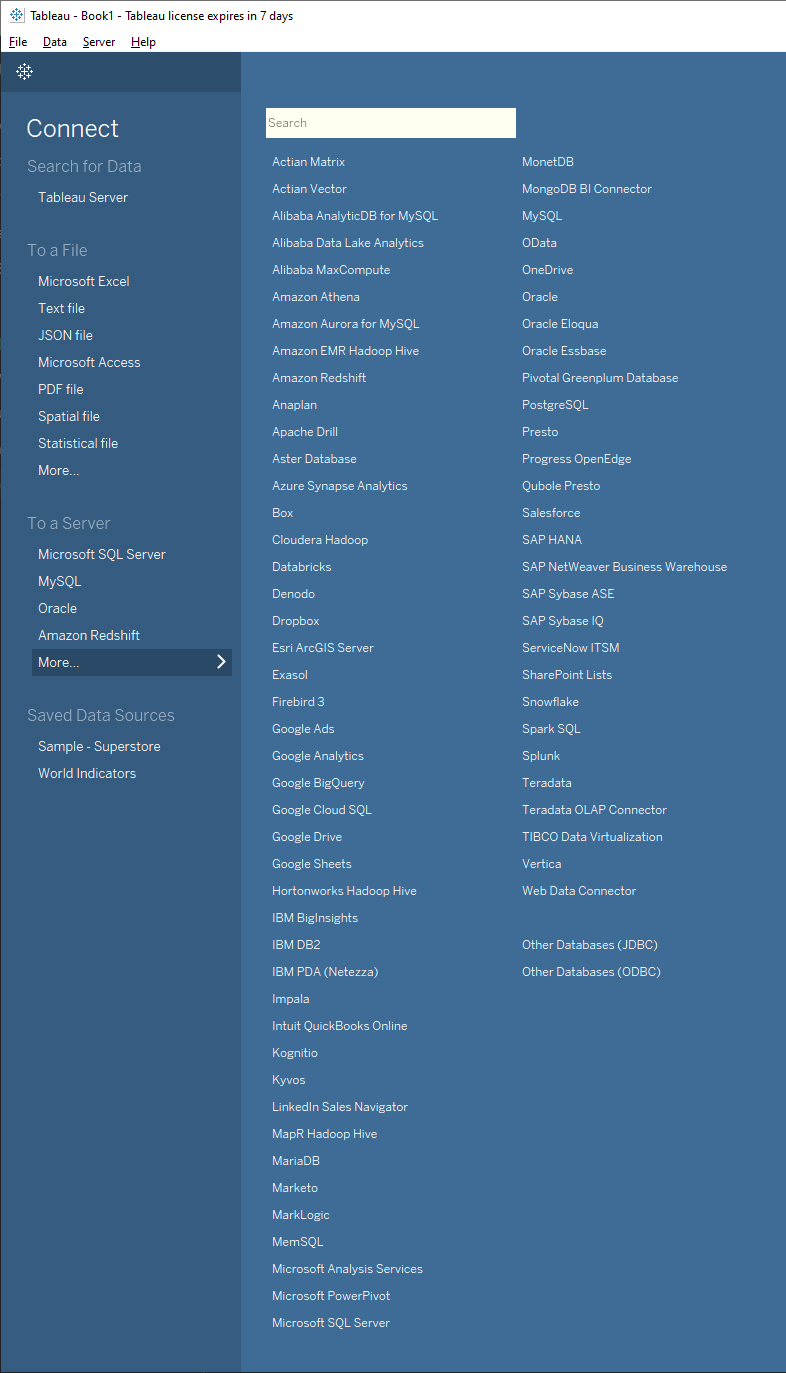 Tableau - Book1 - Tableau license expires in 7 days
File Data Server Help
Connect
Search for Data
Tableau Server
To a File
Microsoft Excel
Text file
JSON file
Microsoft Access
PDF file
Spatial file
Statistical file
More...
To a Server
Microsoft SQL Server
MySQL
Oracle
Amazon Redshift
More...
Saved Data Sources
Sample - Superstore
World Indicators
Search
Actian Matrix
Actian Vector
Alibaba AnalyticDB for MySQL
Alibaba Data Lake Analytics
Alibaba MaxCompute
Amazon Athena
Amazon Aurora for MySQL
Amazon EMR Hadoop Hive
Amazon Redshift
Anaplan
Apache Drill
Aster Database
Azure Synapse Analytics
Box
Cloudera Hadoop
Databricks
Denodo
Dropbox
Esri ArcGIS Server
Exasol
Firebird 3
Google Ads
Google Analytics
Google BigQuery
Google Cloud SQL
Google Drive
Google Sheets
Hortonworks Hadoop Hive
IBM BigInsights
IBM DB2
IBM PDA (Netezza)
Impala
Intuit QuickBooks Online
Kognitio
Kyvos
LinkedIn Sales Navigator
MapR Hadoop Hive
MariaDB
Marketo
MarkLogic
MemSQL
Microsoft Analysis Services
Microsoft PowerPivot
Microsoft SQL Server
MonetDB
MongoDB BI Connector
MySQL
OData
OneDrive
Oracle
Oracle Eloqua
Oracle Essbase
Pivotal Greenplum Database
PostgreSQL
Presto
Progress OpenEdge
Qubole Presto
Salesforce
SAP HANA
SAP NetWeaver Business Warehouse
SAP Sybase ASE
SAP Sybase IQ
ServiceNow ITSM
SharePoint Lists
Snowflake
Spark SQL
Splunk
Teradata
Teradata OLAP Connector
TIBCO Data Virtualization
Vertica
Web Data Connector
Other Databases (JDBC)
Other Databases (ODBC)